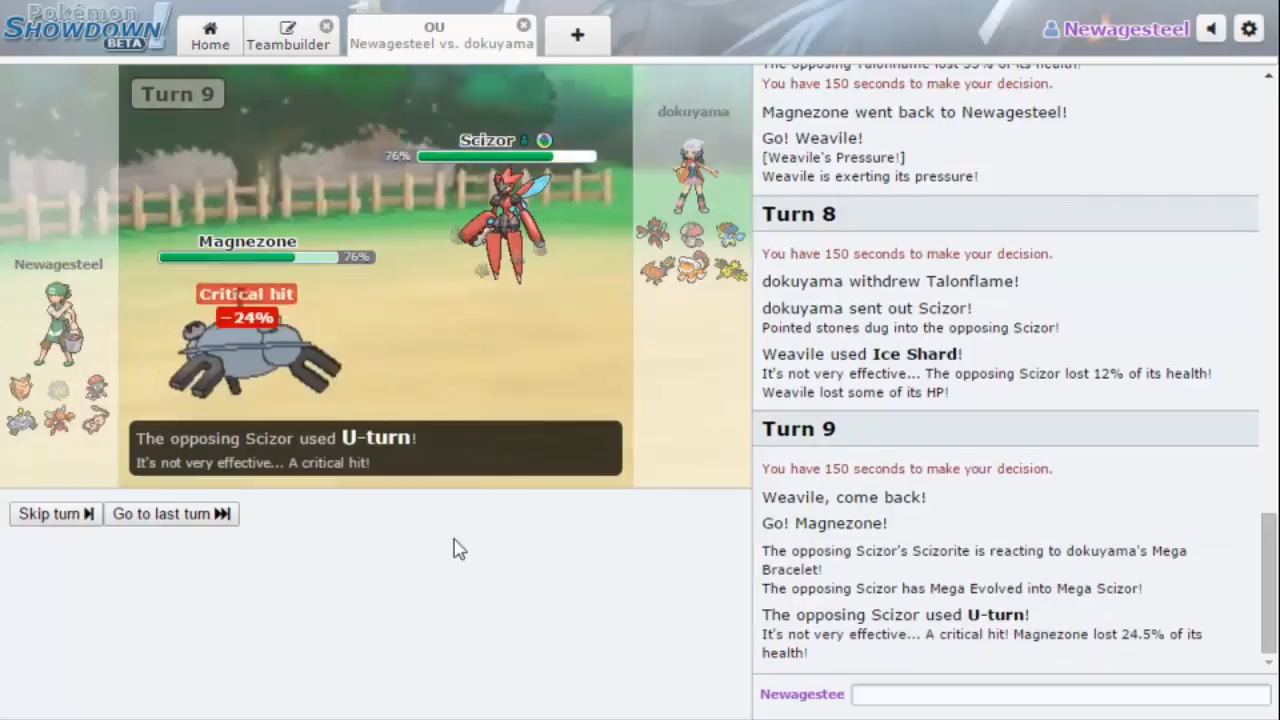 Pokémon
SHOWDOWN!
BETA
Home
Teambuilder
OU
Newagesteel vs. dokuyama
+
Newagesteel
Turn 9
Scizor
76%
Magnezone
76%
Critical hit
−24%
Newagesteel
dokuyama
The opposing Scizor used U-turn!
It's not very effective... A critical hit!
Skip turn
Go to last turn
The opposing Talonflame lost 35% of its health!
You have 150 seconds to make your decision.
Magnezone went back to Newagesteel!
Go! Weavile!
[Weavile's Pressure!]
Weavile is exerting its pressure!
Turn 8
You have 150 seconds to make your decision.
dokuyama withdrew Talonflame!
dokuyama sent out Scizor!
Pointed stones dug into the opposing Scizor!
Weavile used Ice Shard!
It's not very effective... The opposing Scizor lost 12% of its health!
Weavile lost some of its HP!
Turn 9
You have 150 seconds to make your decision.
Weavile, come back!
Go! Magnezone!
The opposing Scizor's Scizorite is reacting to dokuyama's Mega
Bracelet!
The opposing Scizor has Mega Evolved into Mega Scizor!
The opposing Scizor used U-turn!
It's not very effective... A critical hit! Magnezone lost 24.5% of its
health!
Newagestee